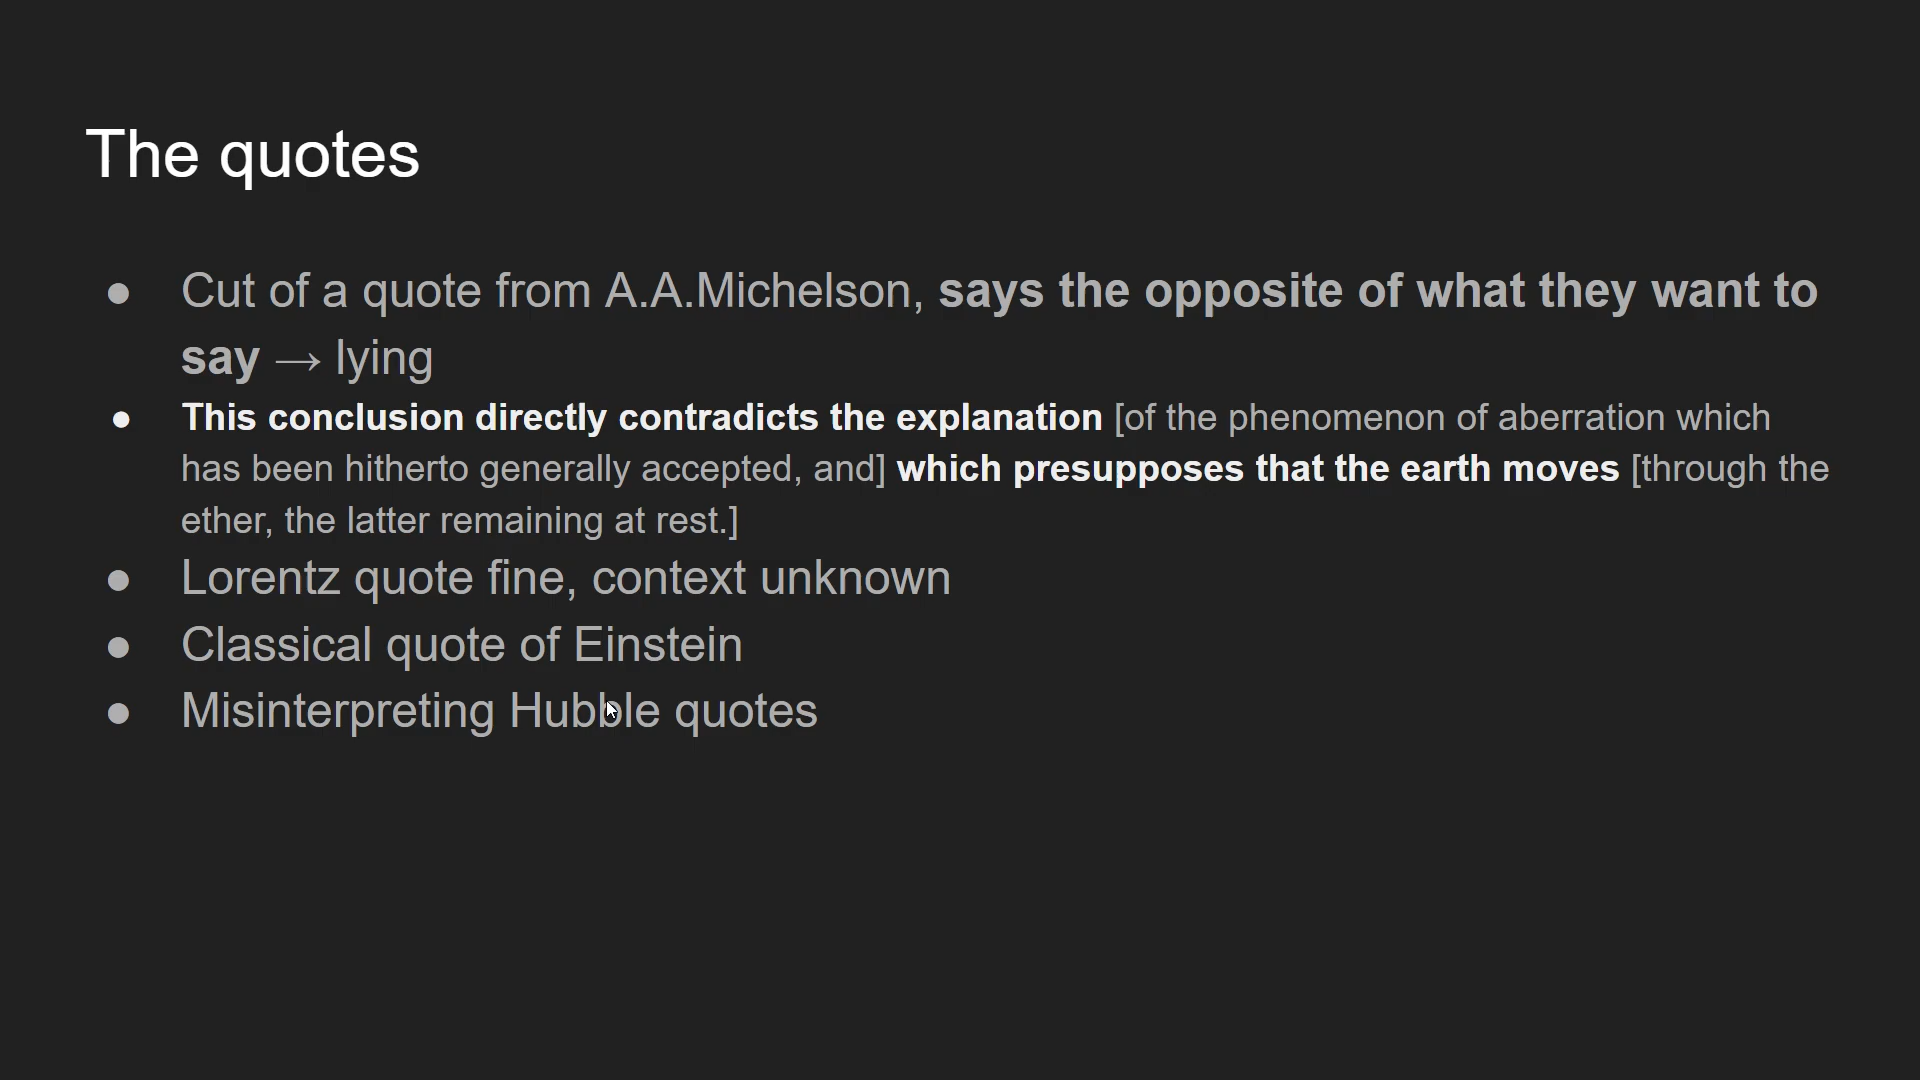 The quotes
● Cut of a quote from A.A.Michelson, says the opposite of what they want to
say → lying
● This conclusion directly contradicts the explanation [of the phenomenon of aberration which
has been hitherto generally accepted, and] which presupposes that the earth moves [through the
ether, the latter remaining at rest.]
● Lorentz quote fine, context unknown
● Classical quote of Einstein
● Misinterpreting Hubble quotes